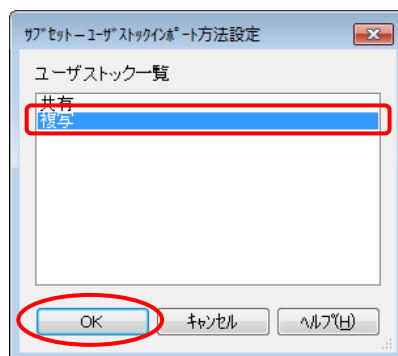 サブセット－ユーザストックインポート方法設定
ユーザストック一覧
共有
複写
OK
キャンセル
ヘルプ(H)